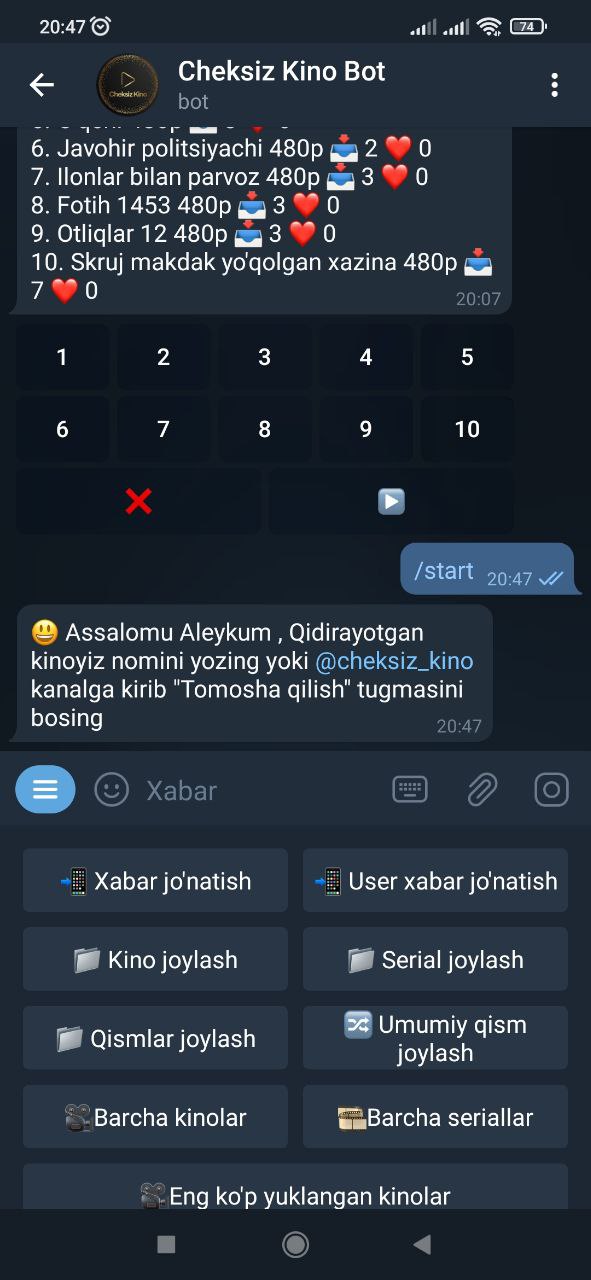 20:47
74
Cheksiz Kino Bot
Cheksiz Kino
bot
6. Javohir politsiyachi 480p 📥 2 ❤️ 0
7. Ilonlar bilan parvoz 480p 📥 3 ❤️ 0
8. Fotih 1453 480p 📥 3 ❤️ 0
9. Otliqlar 12 480p 📥 3 ❤️ 0
10. Skruj makdak yo'qolgan xazina 480p 📥
7 ❤️ 0
20:07
1 2 3 4 5
6 7 8 9 10
❌ ▶️
/start 20:47
😃 Assalomu Aleykum , Qidirayotgan
kinoyiz nomini yozing yoki @cheksiz_kino
kanalga kirib "Tomosha qilish" tugmasini
bosing
20:47
Xabar
📲 Xabar jo'natish
📲 User xabar jo'natish
📁 Kino joylash
📁 Serial joylash
📁 Qismlar joylash
🔀 Umumiy qism
joylash
🎥Barcha kinolar
Barcha seriallar
🎥Eng ko'p yuklangan kinolar